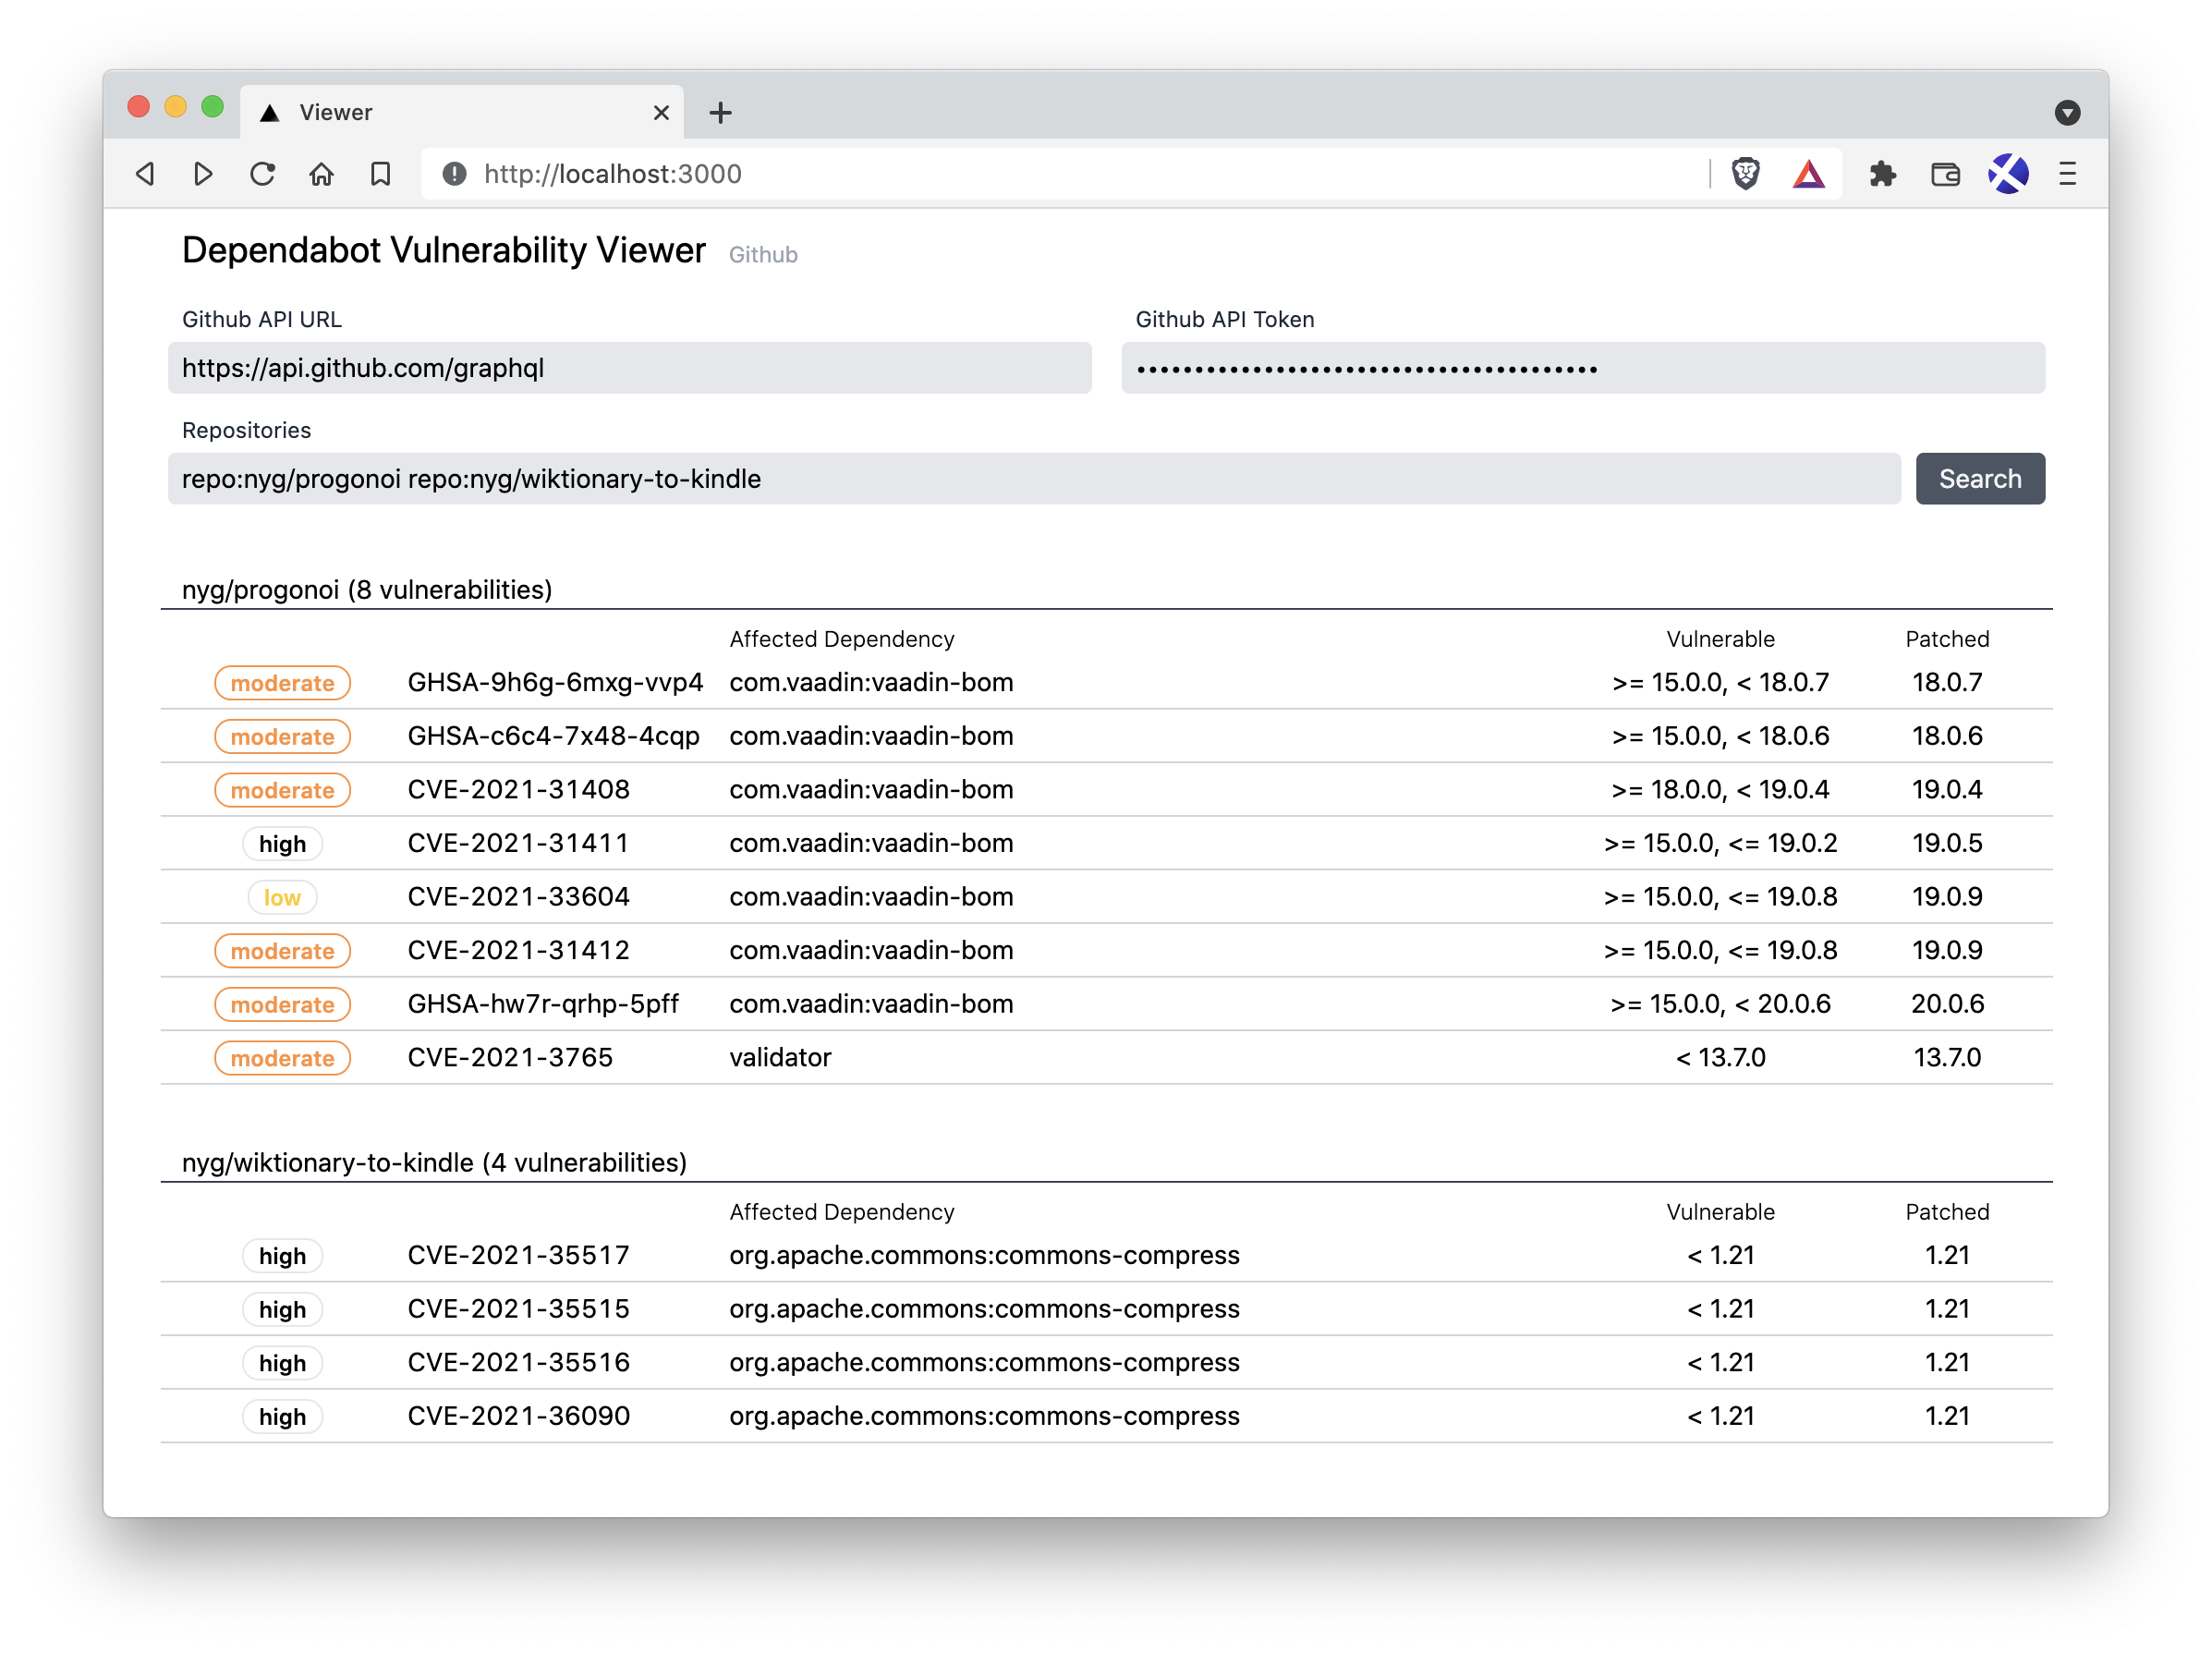 Viewer
http://localhost:3000
Dependabot Vulnerability Viewer Github
Github API URL Github API Token
https://api.github.com/graphql ••••••••••••••••••••••••••••••••••••••••
Repositories
repo:nyg/progonoi repo:nyg/wiktionary-to-kindle Search
nyg/progonoi (8 vulnerabilities)
Affected Dependency Vulnerable Patched
moderate GHSA-9h6g-6mxg-vvp4 com.vaadin:vaadin-bom >= 15.0.0, < 18.0.7 18.0.7
moderate GHSA-c6c4-7x48-4cqp com.vaadin:vaadin-bom >= 15.0.0, < 18.0.6 18.0.6
moderate CVE-2021-31408 com.vaadin:vaadin-bom >= 18.0.0, < 19.0.4 19.0.4
high CVE-2021-31411 com.vaadin:vaadin-bom >= 15.0.0, <= 19.0.2 19.0.5
low CVE-2021-33604 com.vaadin:vaadin-bom >= 15.0.0, <= 19.0.8 19.0.9
moderate CVE-2021-31412 com.vaadin:vaadin-bom >= 15.0.0, <= 19.0.8 19.0.9
moderate GHSA-hw7r-qrhp-5pff com.vaadin:vaadin-bom >= 15.0.0, < 20.0.6 20.0.6
moderate CVE-2021-3765 validator < 13.7.0 13.7.0
nyg/wiktionary-to-kindle (4 vulnerabilities)
Affected Dependency Vulnerable Patched
high CVE-2021-35517 org.apache.commons:commons-compress < 1.21 1.21
high CVE-2021-35515 org.apache.commons:commons-compress < 1.21 1.21
high CVE-2021-35516 org.apache.commons:commons-compress < 1.21 1.21
high CVE-2021-36090 org.apache.commons:commons-compress < 1.21 1.21